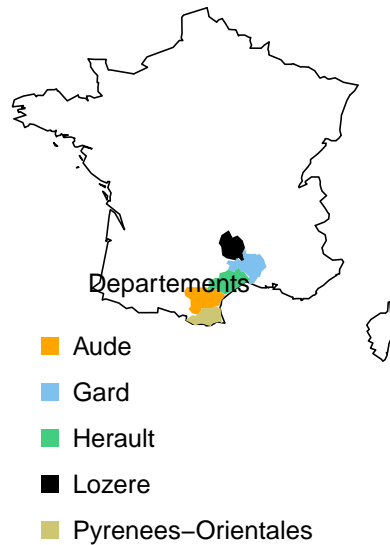 Departements
Aude
Gard
Herault
Lozere
Pyrenees−Orientales